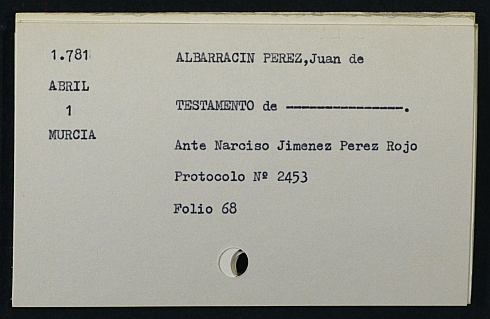 1.781
ALBARRACIN PEREZ,Juan de
ABRIL
1
TESTAMENTO de ---------------.
MURCIA
Ante Narciso Jimenez Perez Rojo
Protocolo Nº 2453
Folio 68